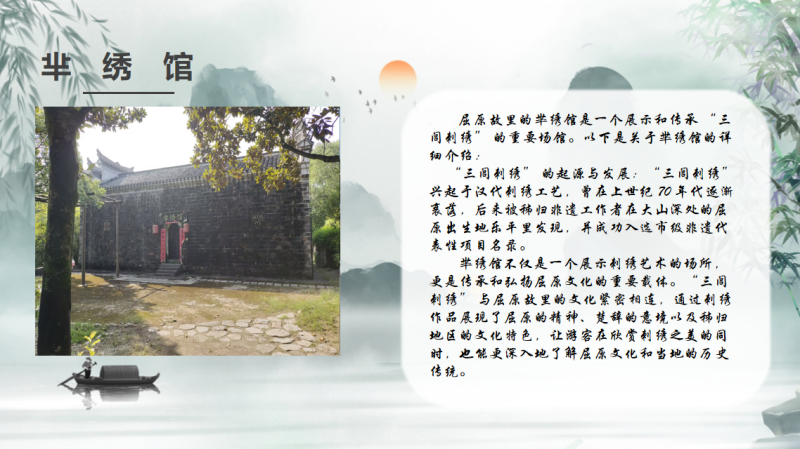 芈 绣 馆
屈原故里的芈绣馆是一个展示和传承“三
闾刺绣”的重要场馆。以下是关于芈绣馆的详
细介绍：
“三闾刺绣”的起源与发展：“三闾刺绣”
兴起于汉代刺绣工艺，曾在上世纪70年代逐渐
衰落，后来被秭归非遗工作者在大山深处的屈
原出生地乐平里发现，并成功入选市级非遗代
表性项目名录。
芈绣馆不仅是一个展示刺绣艺术的场所，
更是传承和弘扬屈原文化的重要载体。“三闾
刺绣”与屈原故里的文化紧密相连，通过刺绣
作品展现了屈原的精神、楚辞的意境以及秭归
地区的文化特色，让游客在欣赏刺绣之美的同
时，也能更深入地了解屈原文化和当地的历史
传统。